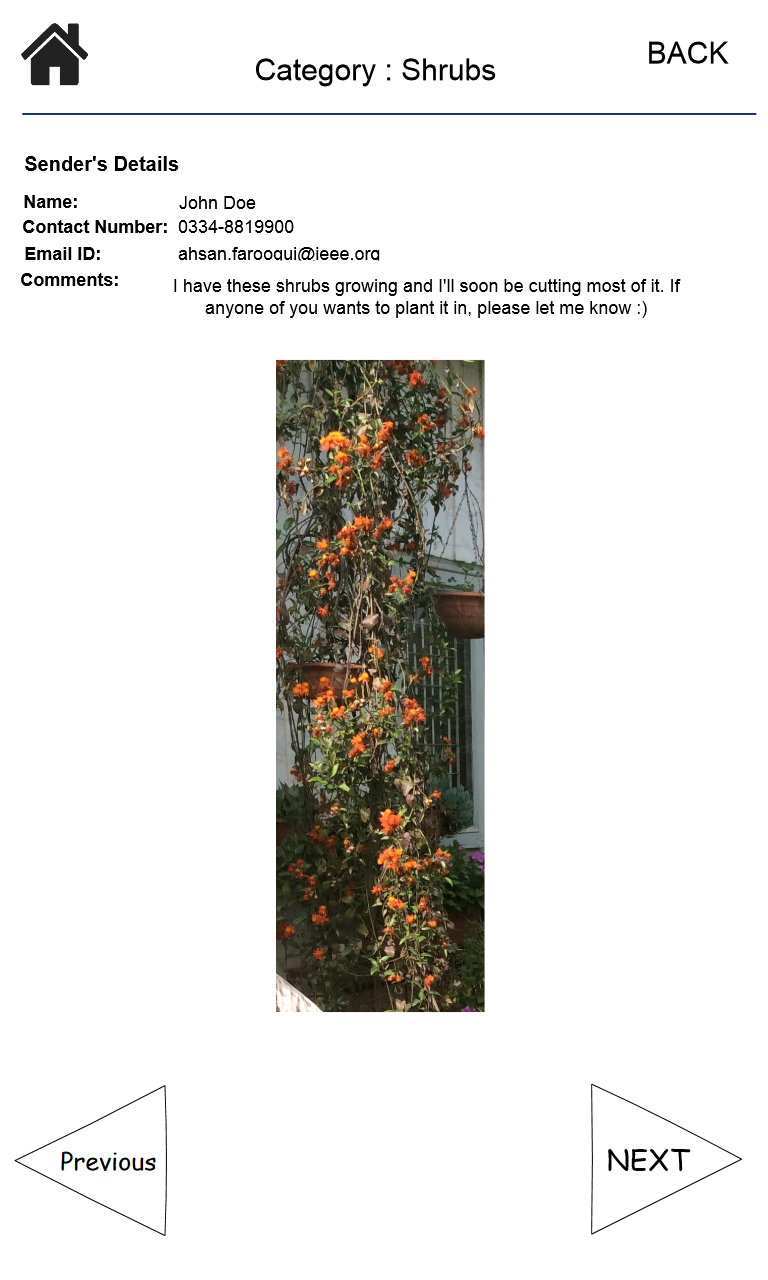 BACK
Category : Shrubs
Sender's Details
Name: John Doe
Contact Number: 0334-8819900
Email ID: ahsan.farooqui@ieee.org
Comments: I have these shrubs growing and I'll soon be cutting most of it. If
anyone of you wants to plant it in, please let me know :)
Previous
NEXT